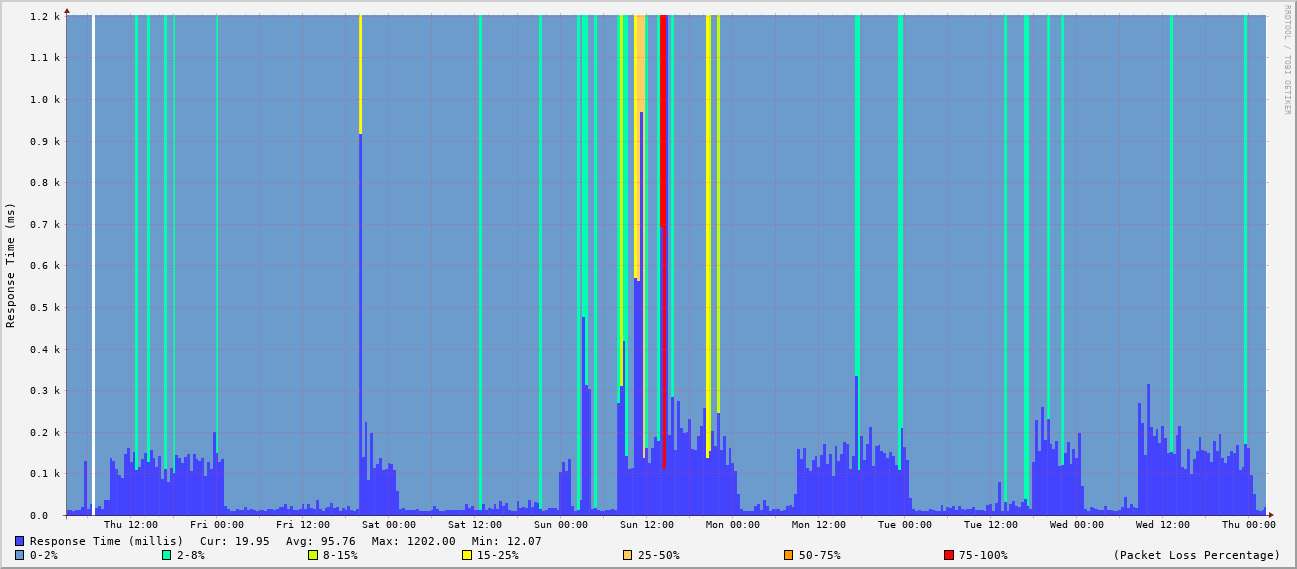 1.2 k
1.1 k
1.0 k
0.9 k
0.8 k
0.7 k
0.6 k
0.5 k
0.4 k
0.3 k
0.2 k
0.1 k
0.0
Response Time (ms)
RRDTOOL / TOBI OETIKER
Thu 12:00 Fri 00:00 Fri 12:00 Sat 00:00 Sat 12:00 Sun 00:00 Sun 12:00 Mon 00:00 Mon 12:00 Tue 00:00 Tue 12:00 Wed 00:00 Wed 12:00 Thu 00:00
Response Time (millis) Cur: 19.95 Avg: 95.76 Max: 1202.00 Min: 12.07
0-2% 2-8% 8-15% 15-25% 25-50% 50-75% 75-100% (Packet Loss Percentage)